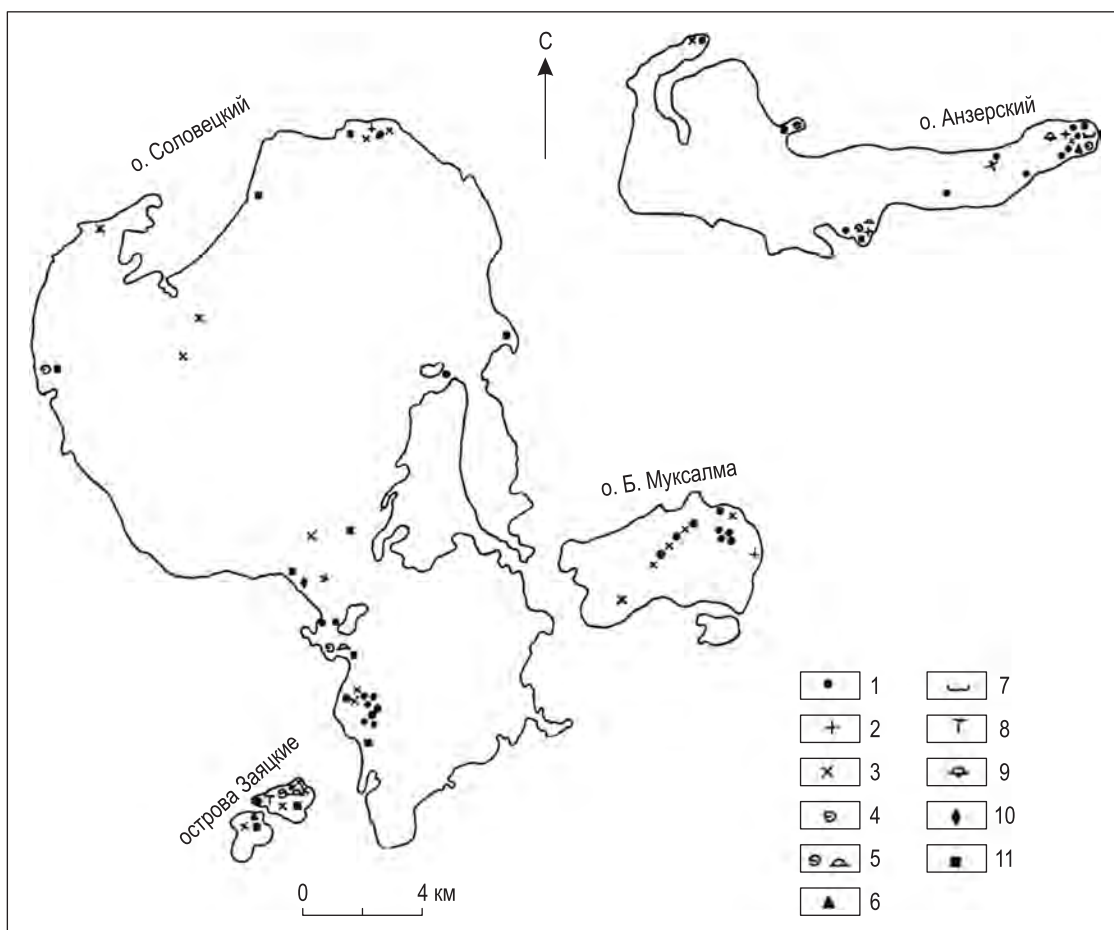 С
о. Соловецкий
о. Анзерский
о. Б. Муксалма
острова Заяцкие
0 4 км
1
2
3
4
5
6
7
8
9
10
11